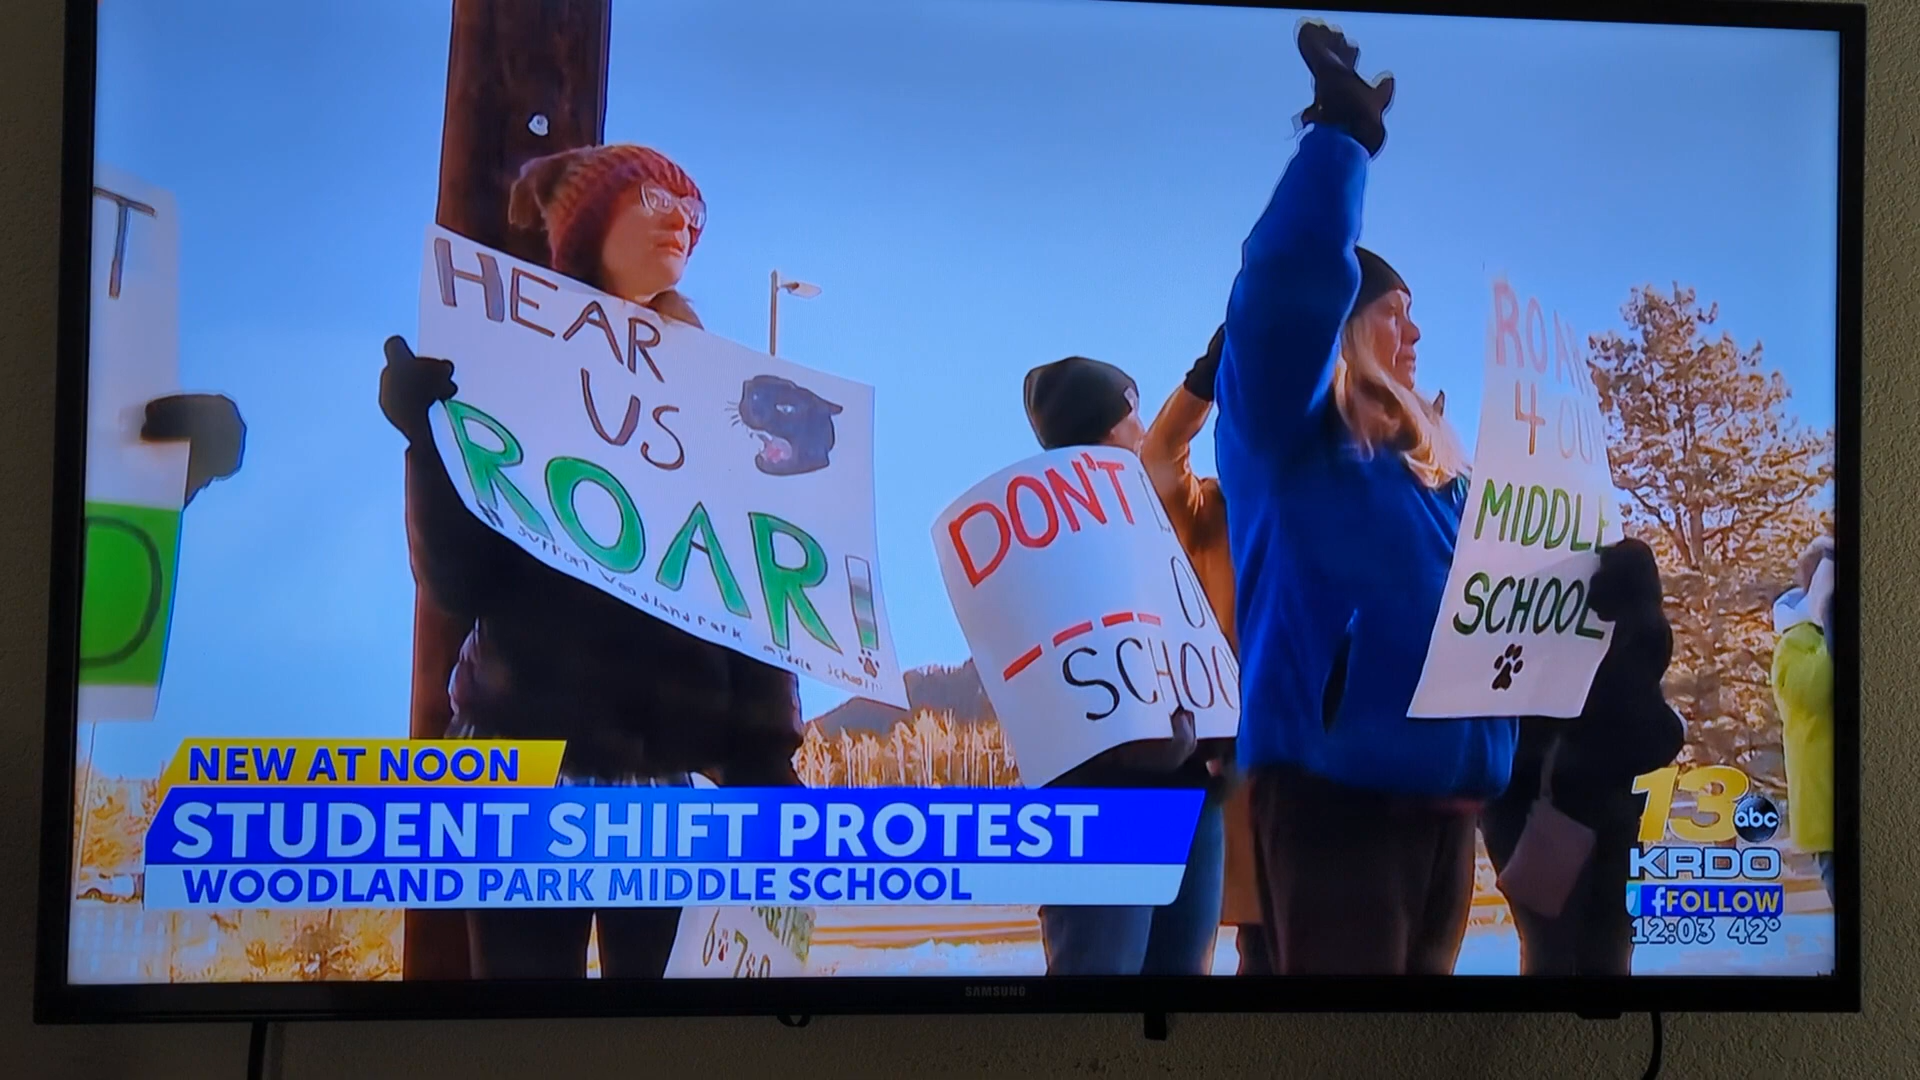 T
D
HEAR
US
ROAR!
SUPPORT Woodland Park
middle school!
DON'T
SCHOO
ROA
4 OU
MIDDLE
SCHOOL
NEW AT NOON
STUDENT SHIFT PROTEST
WOODLAND PARK MIDDLE SCHOOL
13
abc
KRDO
f FOLLOW
12:03 42°
SAMSUNG